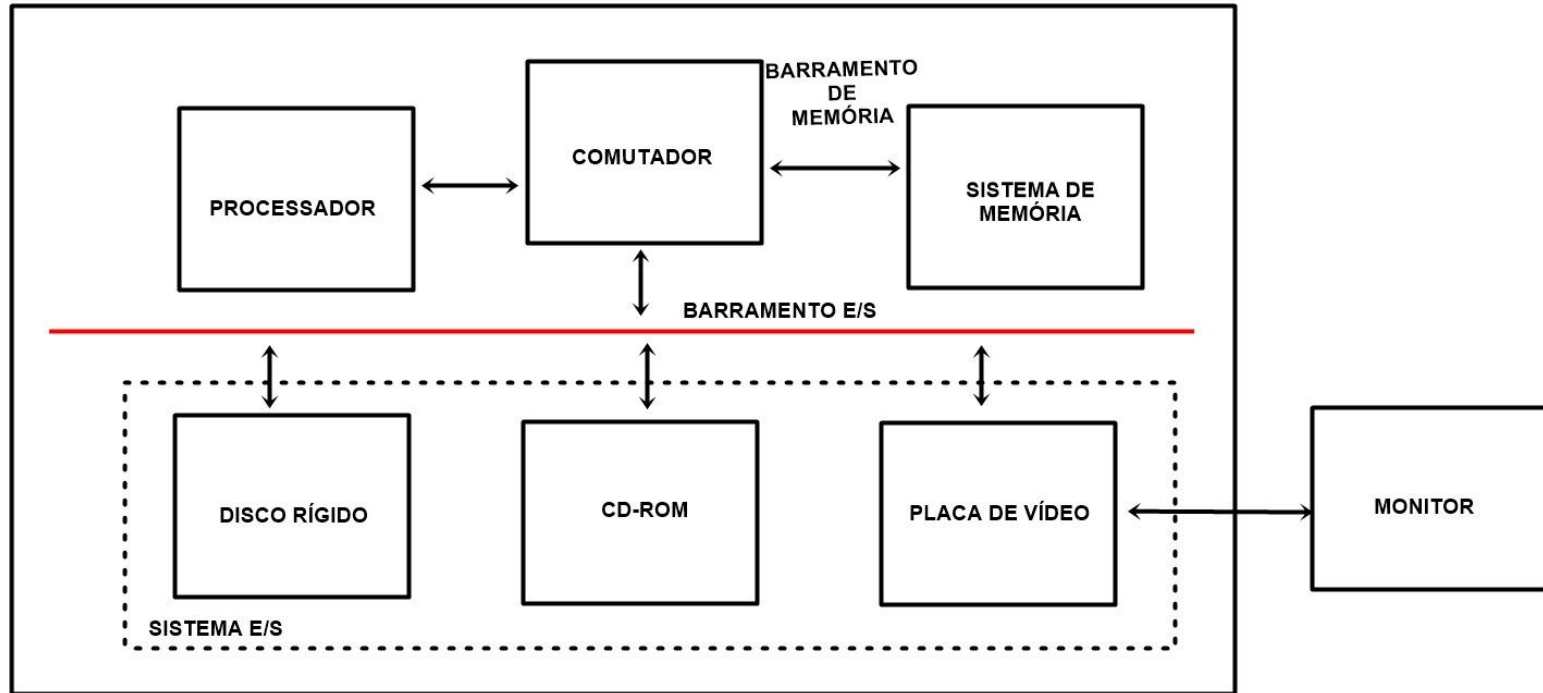 BARRAMENTO
DE
MEMÓRIA
COMUTADOR
PROCESSADOR
SISTEMA DE
MEMÓRIA
BARRAMENTO E/S
DISCO RÍGIDO
CD-ROM
PLACA DE VÍDEO
MONITOR
SISTEMA E/S